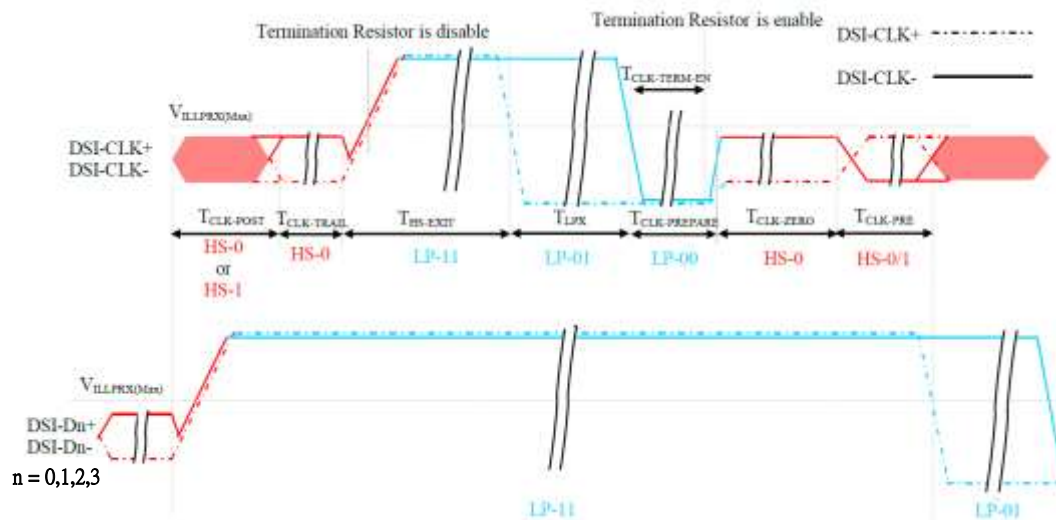 Termination Resistor is disable
Termination Resistor is enable
DSI-CLK+
DSI-CLK-
TCLK-TERM-EN
VILLPRX(Max)
DSI-CLK+
DSI-CLK-
TCLK-POST TCLK-TRAIL THS-EXIT TLPX TCLK-PREPARE TCLK-ZERO TCLK-PRE
HS-0 HS-0 LP-11 LP-01 LP-00 HS-0 HS-0/1
or
HS-1
VILLPRX(Max)
DSI-Dn+
DSI-Dn-
n = 0,1,2,3
LP-11 LP-01